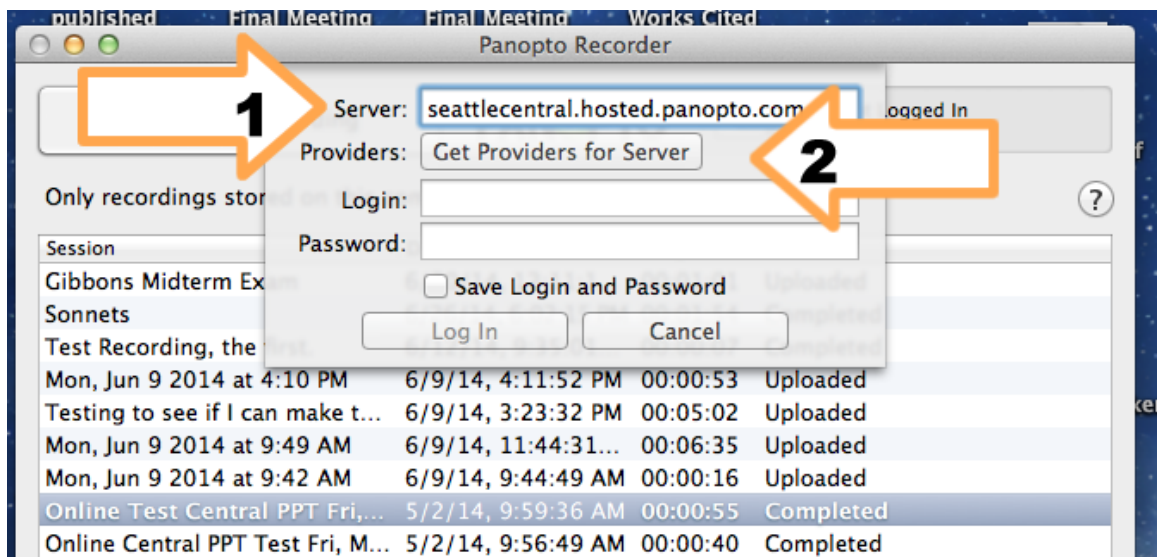 published Final Meeting Final Meeting Works Cited
Panopto Recorder
1
Server: seattlecentral.hosted.panopto.com
Logged In
Providers: Get Providers for Server
2
Only recordings stor
Login:
?
Password:
Session
Gibbons Midterm Exam Uploaded
Save Login and Password
Sonnets Completed
Log In Cancel
Test Recording, the first. Completed
Mon, Jun 9 2014 at 4:10 PM 6/9/14, 4:11:52 PM 00:00:53 Uploaded
Testing to see if I can make t... 6/9/14, 3:23:32 PM 00:05:02 Uploaded
Mon, Jun 9 2014 at 9:49 AM 6/9/14, 11:44:31... 00:06:35 Uploaded
Mon, Jun 9 2014 at 9:42 AM 6/9/14, 9:44:49 AM 00:00:16 Uploaded
Online Test Central PPT Fri,... 5/2/14, 9:59:36 AM 00:00:55 Completed
Online Central PPT Test Fri, M... 5/2/14, 9:56:49 AM 00:00:40 Completed